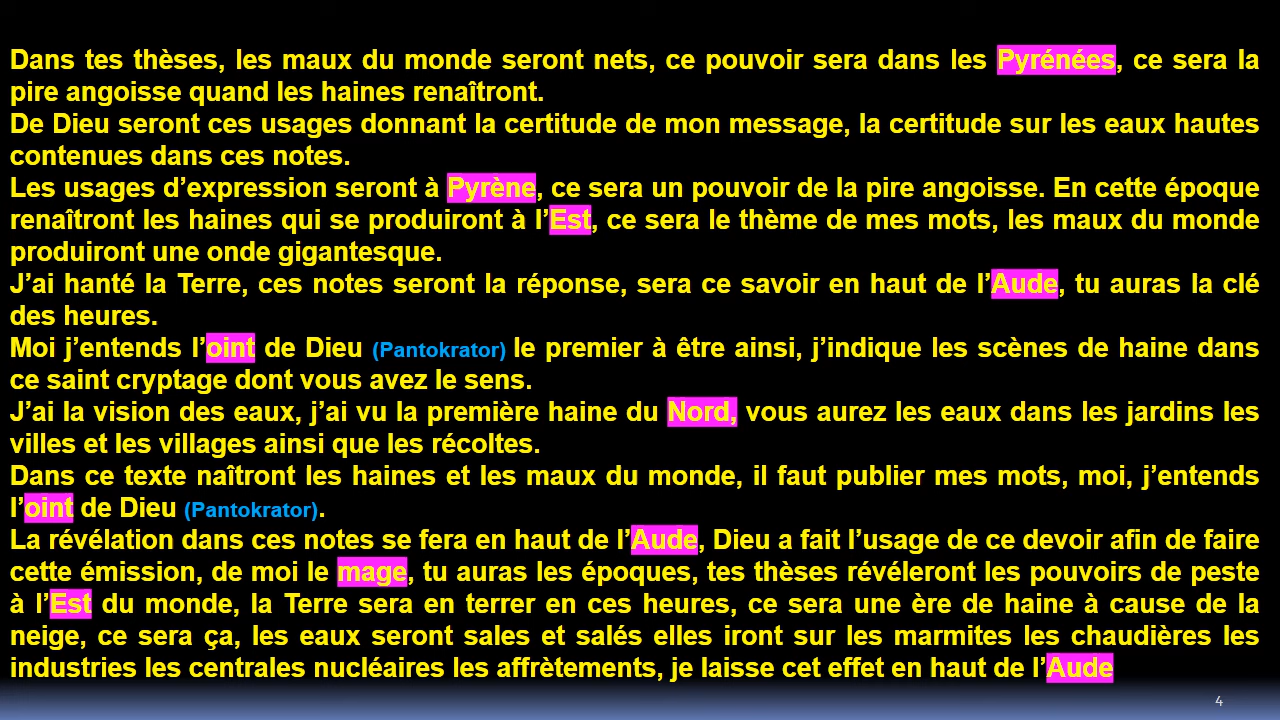 Dans tes thèses, les maux du monde seront nets, ce pouvoir sera dans les Pyrénées, ce sera la
pire angoisse quand les haines renaîtront.
De Dieu seront ces usages donnant la certitude de mon message, la certitude sur les eaux hautes
contenues dans ces notes.
Les usages d’expression seront à Pyrène, ce sera un pouvoir de la pire angoisse. En cette époque
renaîtront les haines qui se produiront à l’Est, ce sera le thème de mes mots, les maux du monde
produiront une onde gigantesque.
J’ai hanté la Terre, ces notes seront la réponse, sera ce savoir en haut de l’Aude, tu auras la clé
des heures.
Moi j’entends l’oint de Dieu (Pantokrator) le premier à être ainsi, j’indique les scènes de haine dans
ce saint cryptage dont vous avez le sens.
J’ai la vision des eaux, j’ai vu la première haine du Nord, vous aurez les eaux dans les jardins les
villes et les villages ainsi que les récoltes.
Dans ce texte naîtront les haines et les maux du monde, il faut publier mes mots, moi, j’entends
l’oint de Dieu (Pantokrator).
La révélation dans ces notes se fera en haut de l’Aude, Dieu a fait l’usage de ce devoir afin de faire
cette émission, de moi le mage, tu auras les époques, tes thèses révéleront les pouvoirs de peste
à l’Est du monde, la Terre sera en terrer en ces heures, ce sera une ère de haine à cause de la
neige, ce sera ça, les eaux seront sales et salés elles iront sur les marmites les chaudières les
industries les centrales nucléaires les affrètements, je laisse cet effet en haut de l’Aude
4